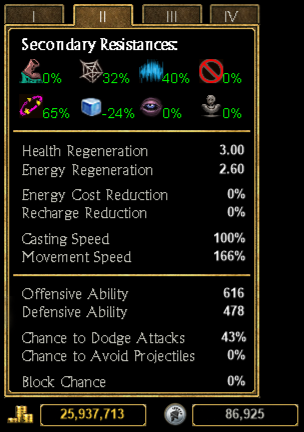 I II III IV
Secondary Resistances:
0% 32% 40% 0%
65% -24% 0% 0%
Health Regeneration 3.00
Energy Regeneration 2.60
Energy Cost Reduction 0%
Recharge Reduction 0%
Casting Speed 100%
Movement Speed 166%
Offensive Ability 616
Defensive Ability 478
Chance to Dodge Attacks 43%
Chance to Avoid Projectiles 0%
Block Chance 0%
25,937,713 86,925